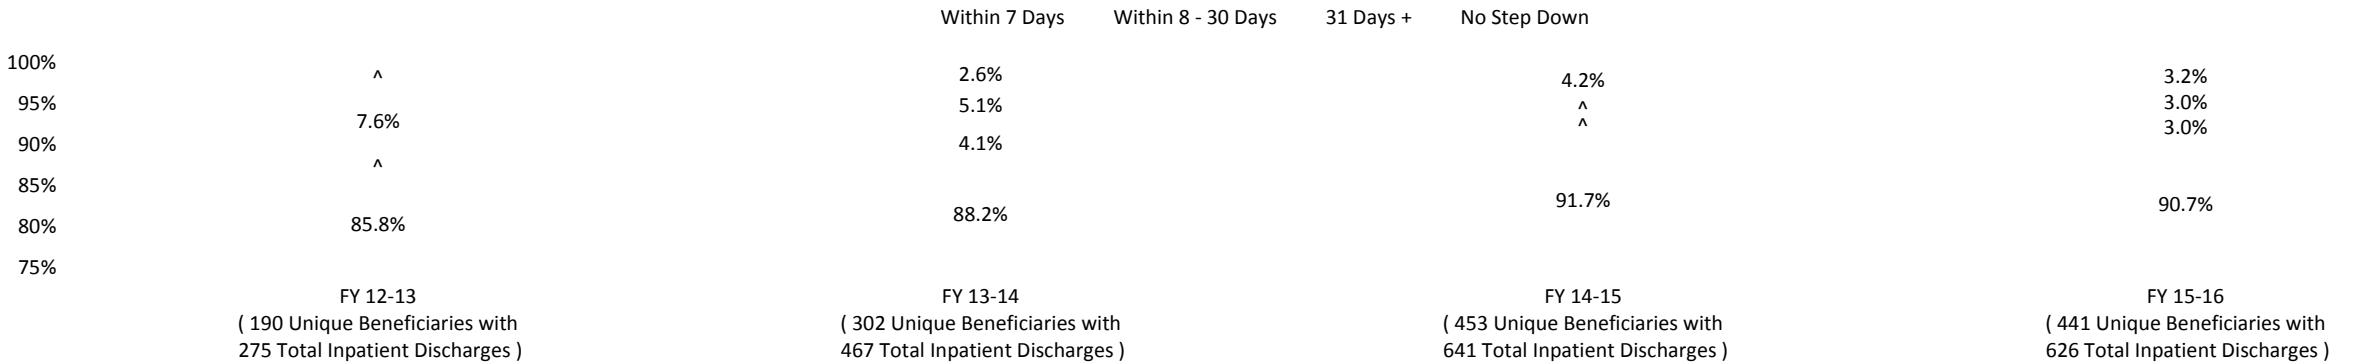 Within 7 Days Within 8 - 30 Days 31 Days + No Step Down
100%
95%
90%
85%
80%
75%
^
7.6%
^
85.8%
2.6%
5.1%
4.1%
88.2%
4.2%
^
^
91.7%
3.2%
3.0%
3.0%
90.7%
FY 12-13
( 190 Unique Beneficiaries with
275 Total Inpatient Discharges )
FY 13-14
( 302 Unique Beneficiaries with
467 Total Inpatient Discharges )
FY 14-15
( 453 Unique Beneficiaries with
641 Total Inpatient Discharges )
FY 15-16
( 441 Unique Beneficiaries with
626 Total Inpatient Discharges )